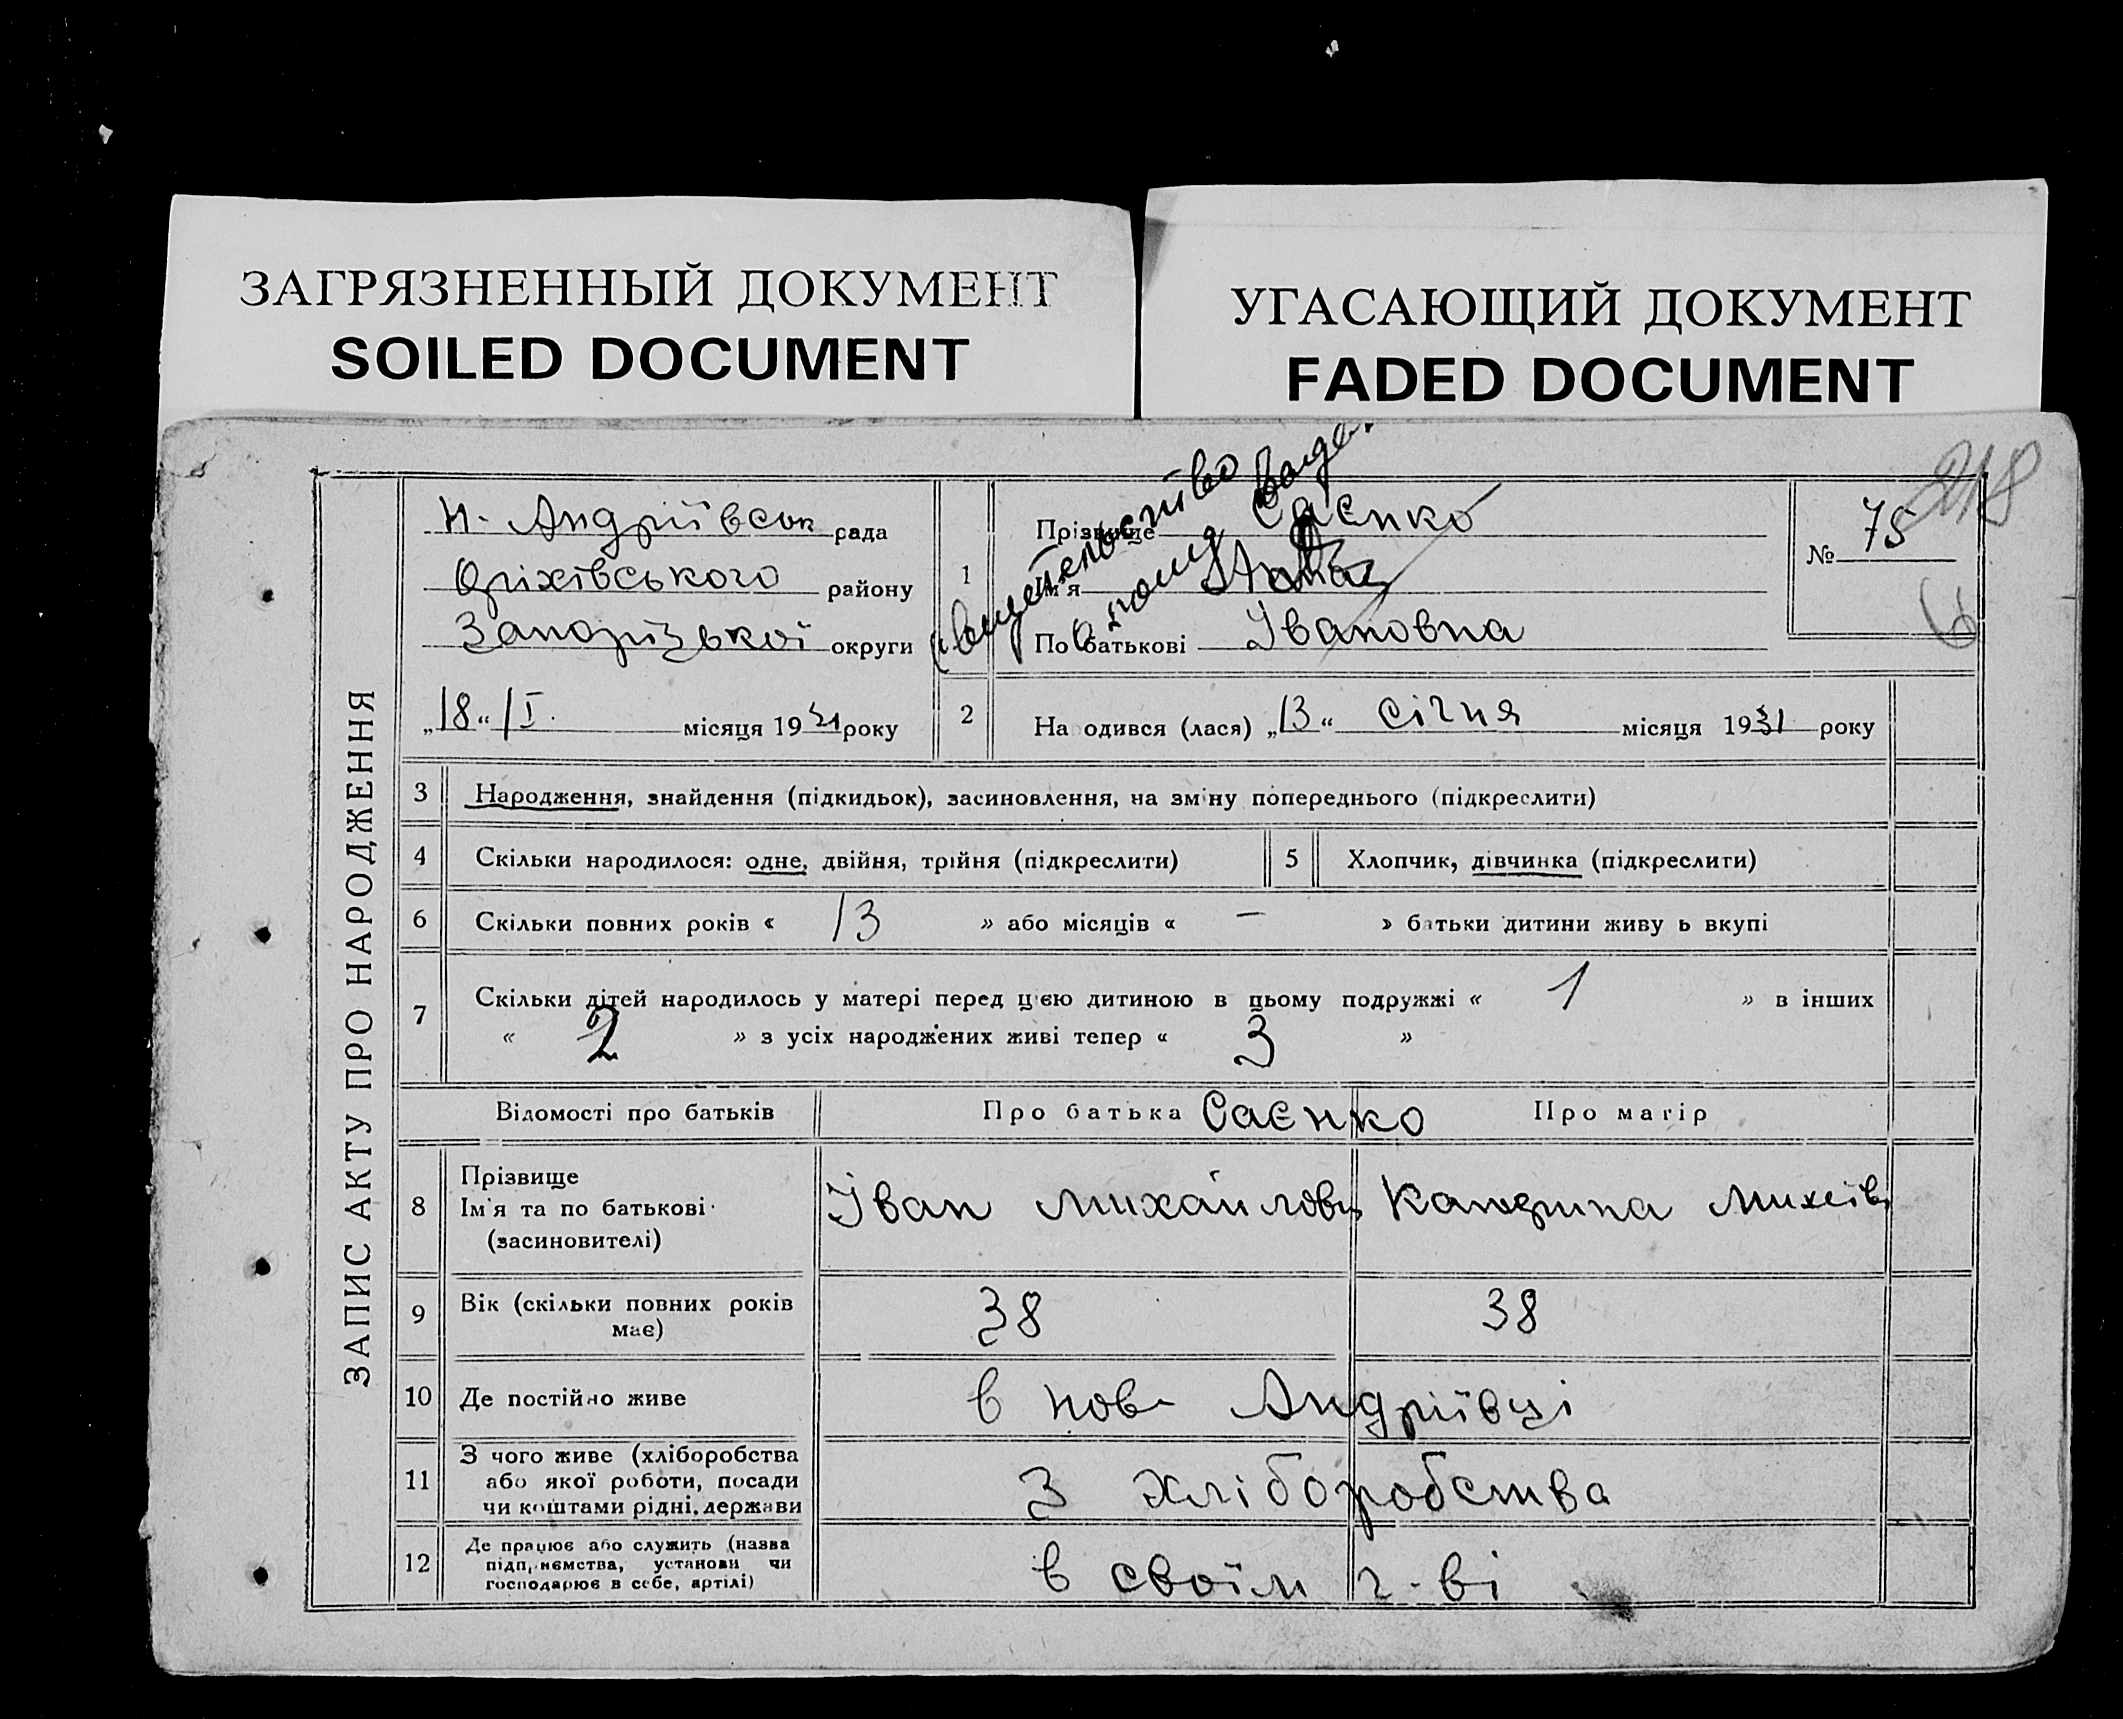 ЗАГРЯЗНЕННЫЙ ДОКУМЕНТ
SOILED DOCUMENT
УГАСАЮЩИЙ ДОКУМЕНТ
FADED DOCUMENT
218
ЗАПИС АКТУ ПРО НАРОДЖЕННЯ
Н. Андріївськ рада
Оріхівського району
Запорізької округи
„18“ /І. місяця 1931 року
1 Прізвище Саєнко
Ім'я
По батькові Івановна
№ 75
2 Народився (лася) „13“ січня місяця 1931 року
3 Народження, знайдення (підкидьок), засиновлення, на зміну попереднього (підкреслити)
4 Скільки народилося: одне, двійня, трійня (підкреслити) 5 Хлопчик, дівчинка (підкреслити)
6 Скільки повних років « 13 » або місяців « – » батьки дитини живу ь вкупі
7 Скільки дітей народилось у матері перед цією дитиною в цьому подружжі « 1 » в інших
« 2 » з усіх народжених живі тепер « 3 »
Відомості про батьків Про батька Саєнко Про матір
8 Прізвище
Ім'я та по батькові Іван Михайлович Катерина Михеїв
(засиновителі)
9 Вік (скільки повних років має) 38 38
10 Де постійно живе в нов. Андріївці
11 З чого живе (хліборобства
або якої роботи, посади з хліборобства
чи коштами рідні, держави
12 Де працює або служить (назва
підприємства, установи чи в своїм г-ві
господарює в себе, артілі)